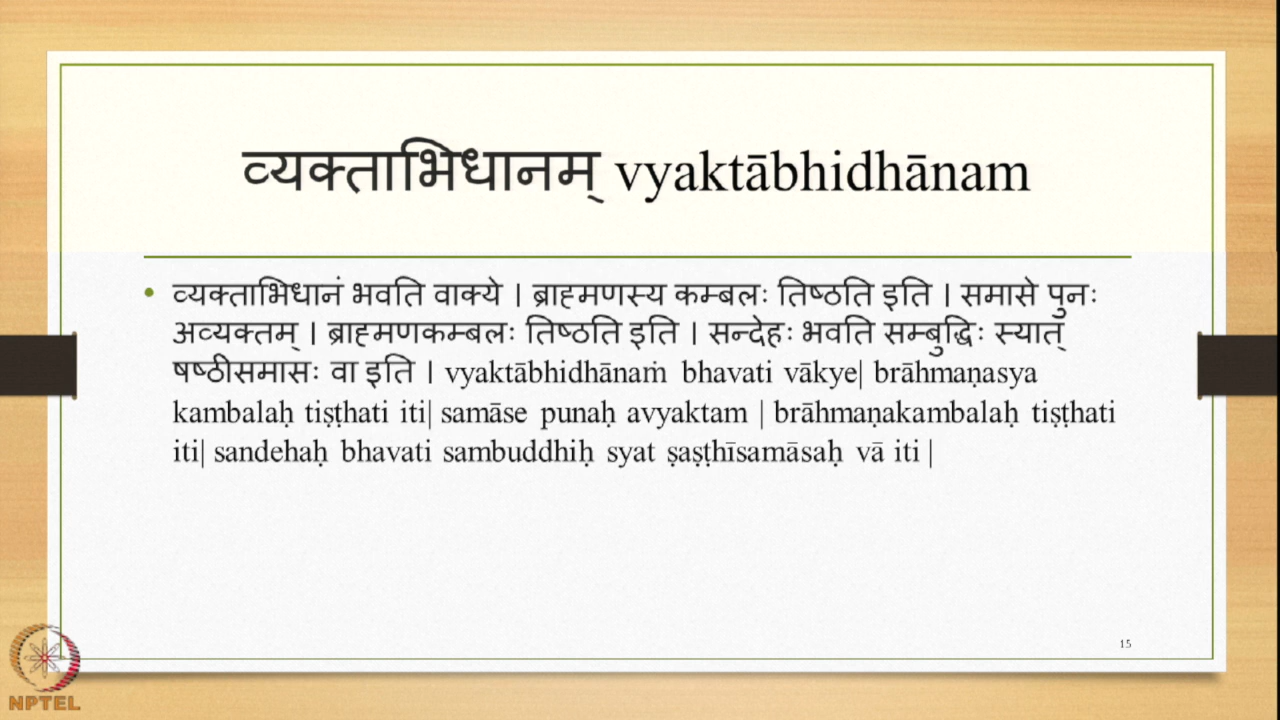 व्यक्ताभिधानम् vyaktābhidhānam
• व्यक्ताभिधानं भवति वाक्ये । ब्राह्मणस्य कम्बलः तिष्ठति इति । समासे पुनः
अव्यक्तम् । ब्राह्मणकम्बलः तिष्ठति इति । सन्देहः भवति सम्बुद्धिः स्यात्
षष्ठीसमासः वा इति । vyaktābhidhānaṁ bhavati vākye| brāhmaṇasya
kambalaḥ tiṣṭhati iti| samāse punaḥ avyaktam | brāhmaṇakambalaḥ tiṣṭhati
iti| sandehaḥ bhavati sambuddhiḥ syat ṣaṣṭhīsamāsaḥ vā iti |
15
NPTEL